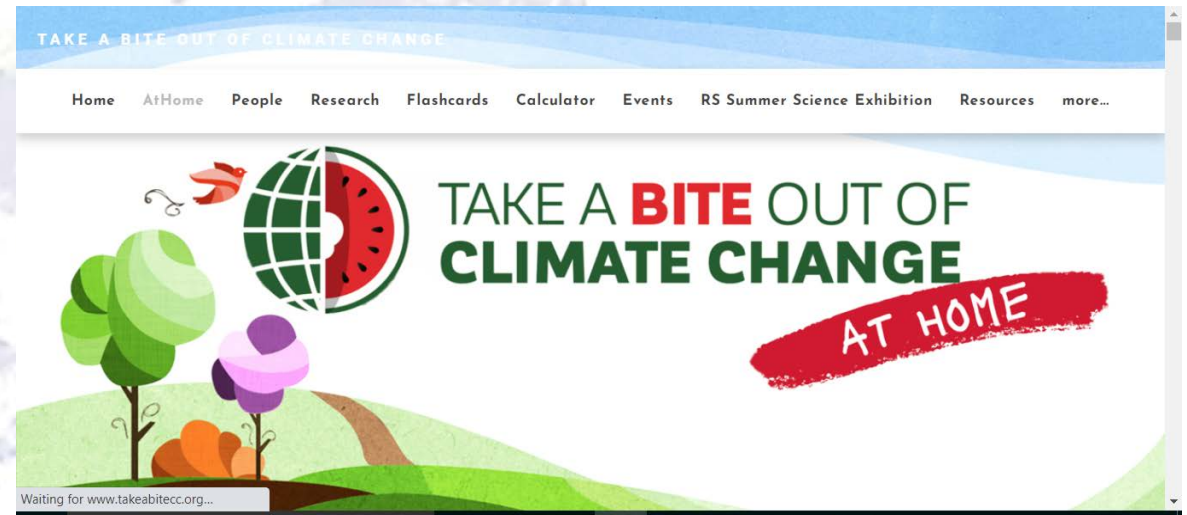 TAKE A BITE OUT OF CLIMATE CHANGE
Home AtHome People Research Flashcards Calculator Events RS Summer Science Exhibition Resources more...
TAKE A BITE OUT OF
CLIMATE CHANGE
AT HOME
Waiting for www.takeabitecc.org...